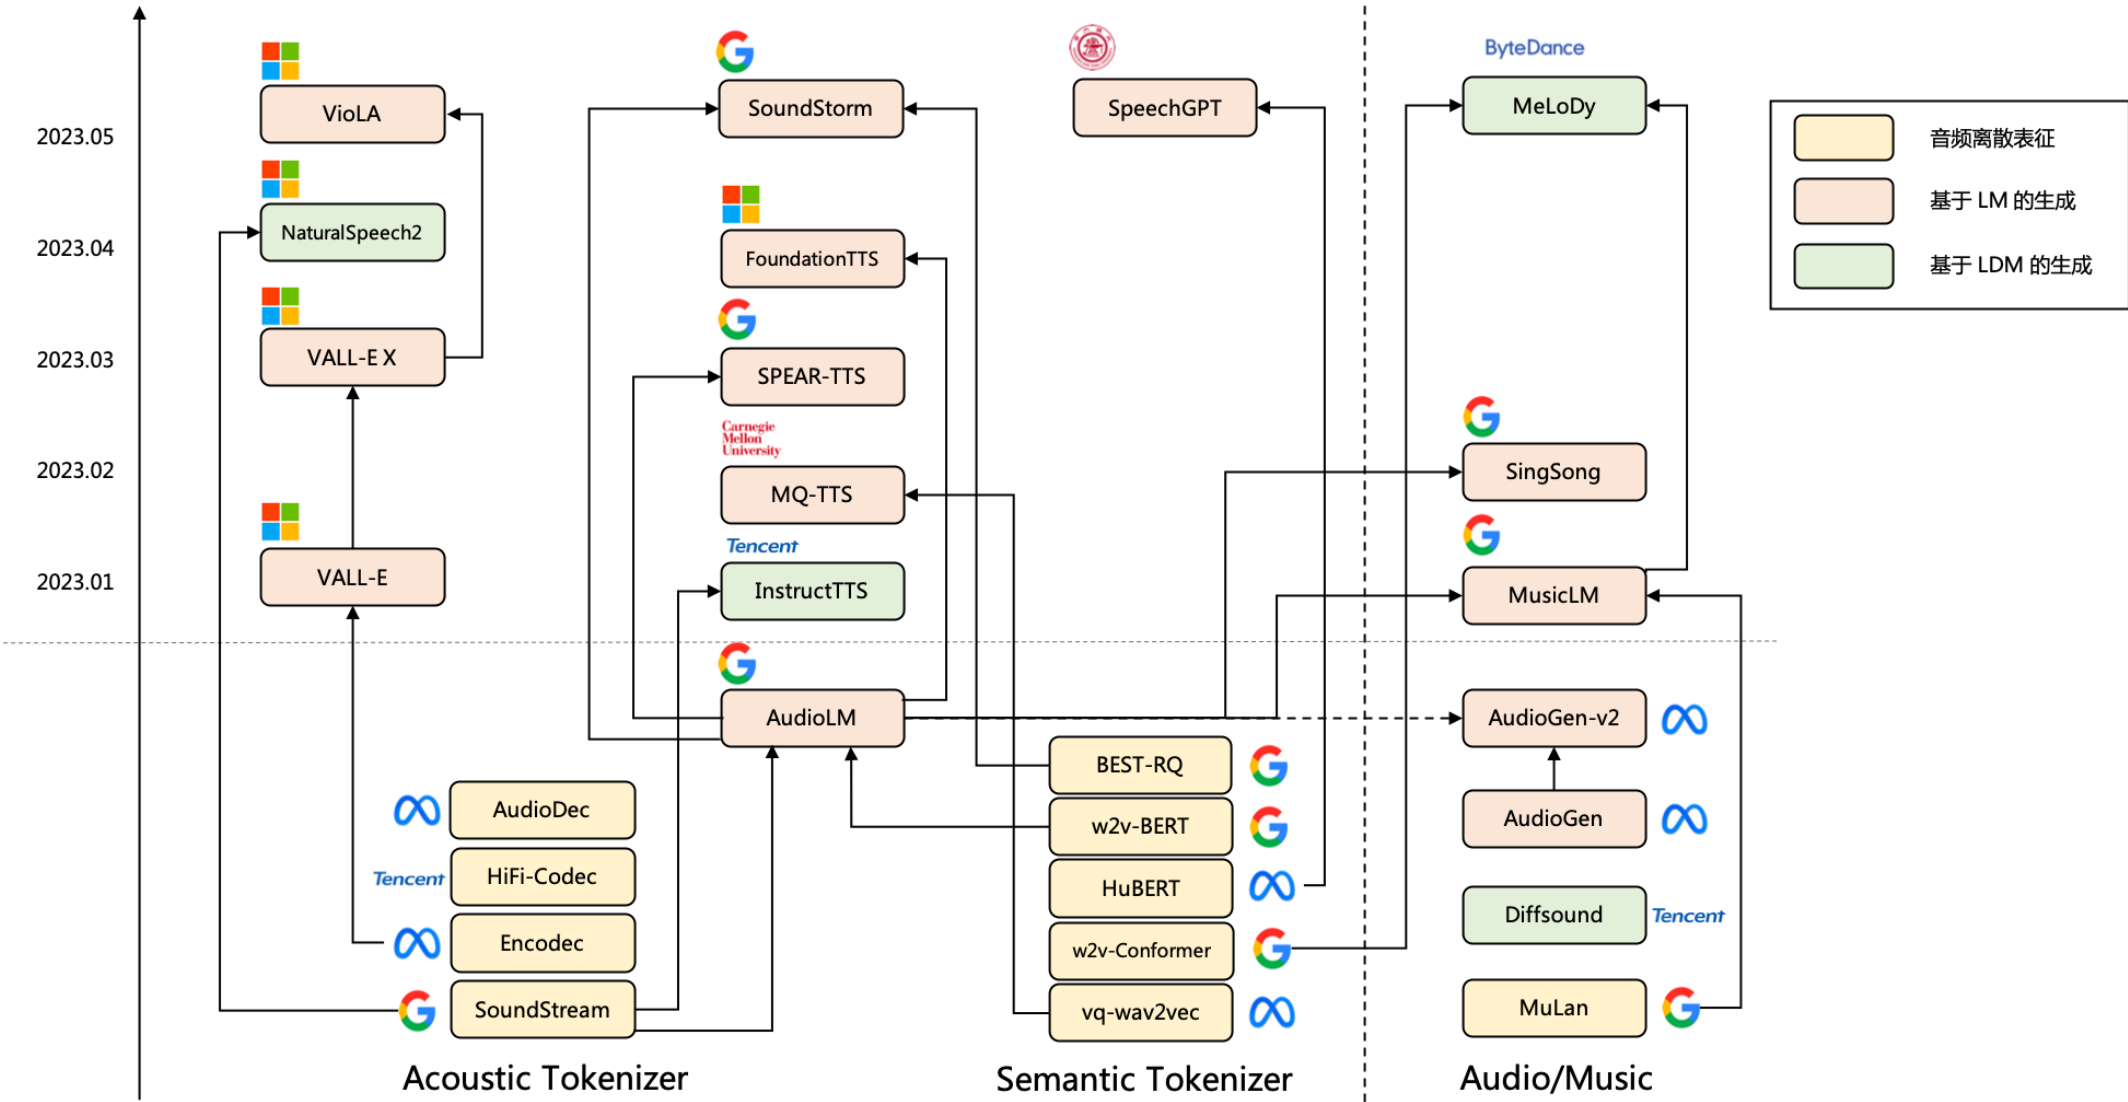 2023.05
2023.04
2023.03
2023.02
2023.01
VioLA
NaturalSpeech2
VALL-E X
VALL-E
AudioDec
Tencent
HiFi-Codec
Encodec
SoundStream
Acoustic Tokenizer
SoundStorm
FoundationTTS
SPEAR-TTS
Carnegie
Mellon
University
MQ-TTS
Tencent
InstructTTS
AudioLM
SpeechGPT
BEST-RQ
w2v-BERT
HuBERT
w2v-Conformer
vq-wav2vec
Semantic Tokenizer
ByteDance
MeLoDy
SingSong
MusicLM
AudioGen-v2
AudioGen
Diffsound
Tencent
MuLan
Audio/Music
音频离散表征
基于 LM 的生成
基于 LDM 的生成